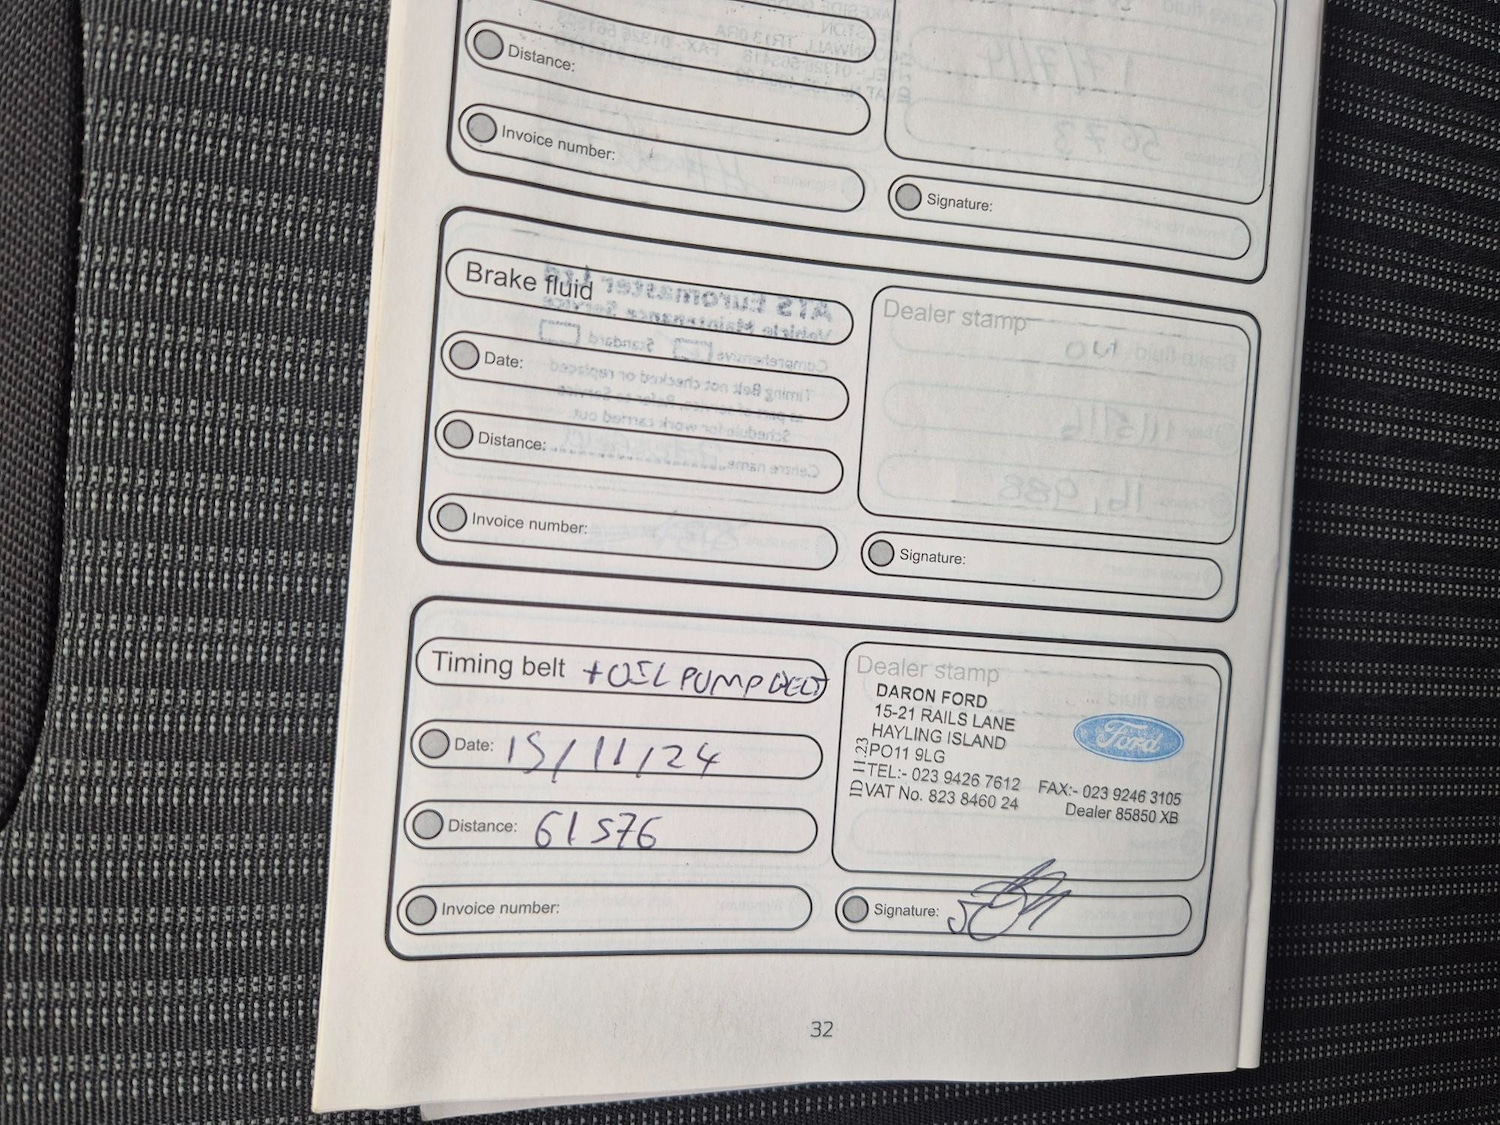 Distance:
Invoice number:
Signature:
Brake fluid
Date:
Distance:
Invoice number:
Dealer stamp
Signature:
Timing belt + OIL PUMP BELT
Date: 15/11/24
Distance: 61576
Invoice number:
Dealer stamp
DARON FORD
15-21 RAILS LANE
HAYLING ISLAND
PO11 9LG
TEL:- 023 9426 7612 FAX:- 023 9246 3105
VAT No. 823 8460 24 Dealer 85850 XB
ID 11:23
Ford
Signature:
32